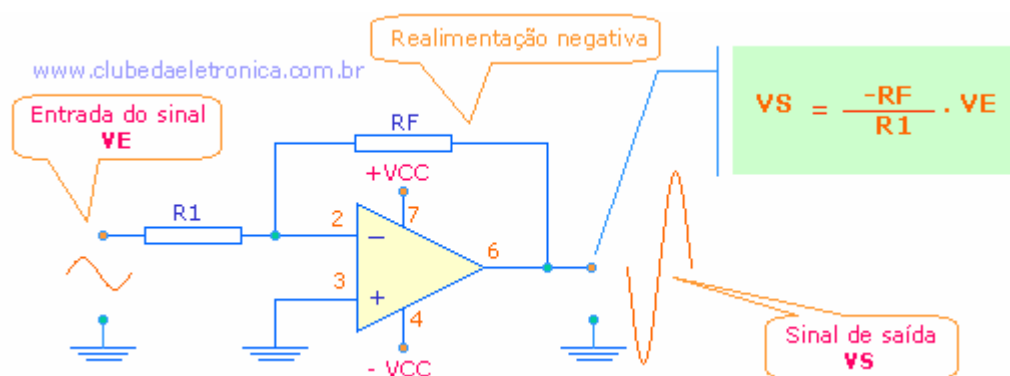 Realimentação negativa
www.clubedaeletronica.com.br
VS = -RF/R1 . VE
Entrada do sinal
VE
RF
+VCC
R1
2
7
−
6
3
+
4
- VCC
Sinal de saída
VS